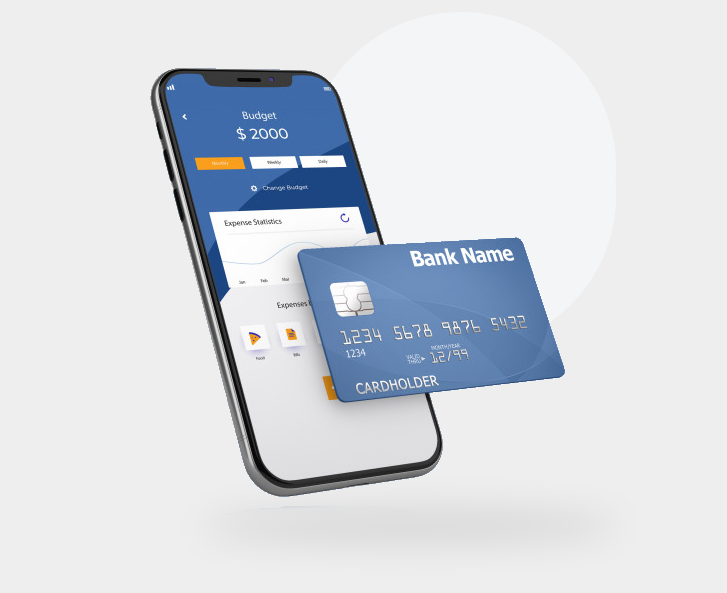 Budget
$ 2000
Monthly Weekly Daily
Change Budget
Expense Statistics
Jan Feb Mar
Expenses
Food Bills
Bank Name
1234 5678 9876 5432
1234
MONTH/YEAR
VALID
THRU
12/99
CARDHOLDER